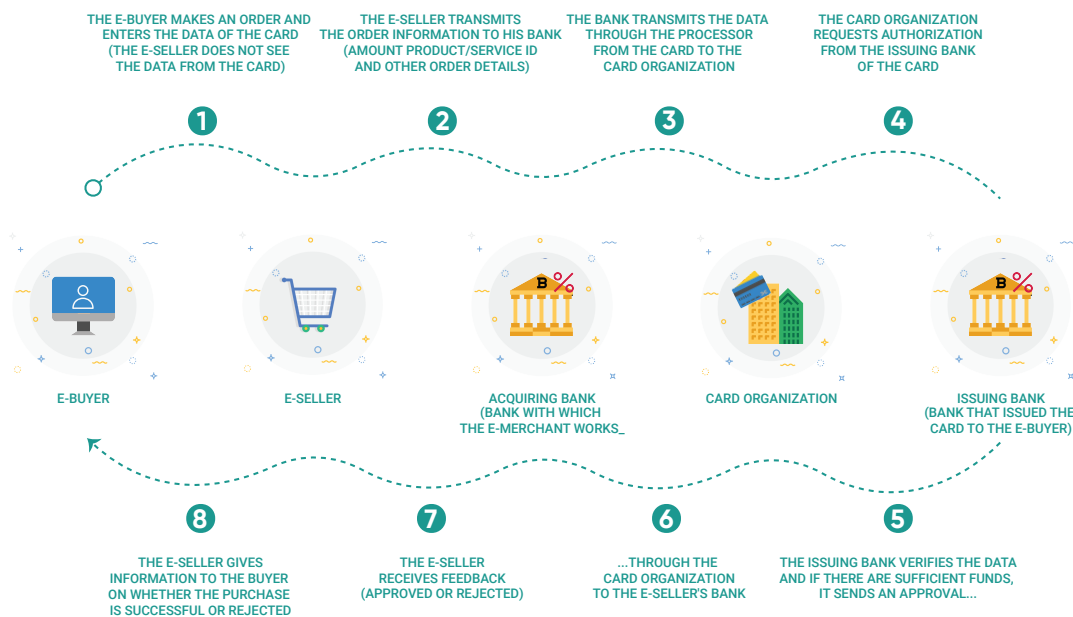 THE E-BUYER MAKES AN ORDER AND
ENTERS THE DATA OF THE CARD
(THE E-SELLER DOES NOT SEE
THE DATA FROM THE CARD)
THE E-SELLER TRANSMITS
THE ORDER INFORMATION TO HIS BANK
(AMOUNT PRODUCT/SERVICE ID
AND OTHER ORDER DETAILS)
THE BANK TRANSMITS THE DATA
THROUGH THE PROCESSOR
FROM THE CARD TO THE
CARD ORGANIZATION
THE CARD ORGANIZATION
REQUESTS AUTHORIZATION
FROM THE ISSUING BANK
OF THE CARD
1
2
3
4
B
B
E-BUYER
E-SELLER
ACQUIRING BANK
(BANK WITH WHICH
THE E-MERCHANT WORKS_
CARD ORGANIZATION
ISSUING BANK
(BANK THAT ISSUED THE
CARD TO THE E-BUYER)
8
7
6
5
THE E-SELLER GIVES
INFORMATION TO THE BUYER
ON WHETHER THE PURCHASE
IS SUCCESSFUL OR REJECTED
THE E-SELLER
RECEIVES FEEDBACK
(APPROVED OR REJECTED)
...THROUGH THE
CARD ORGANIZATION
TO THE E-SELLER'S BANK
THE ISSUING BANK VERIFIES THE DATA
AND IF THERE ARE SUFFICIENT FUNDS,
IT SENDS AN APPROVAL...